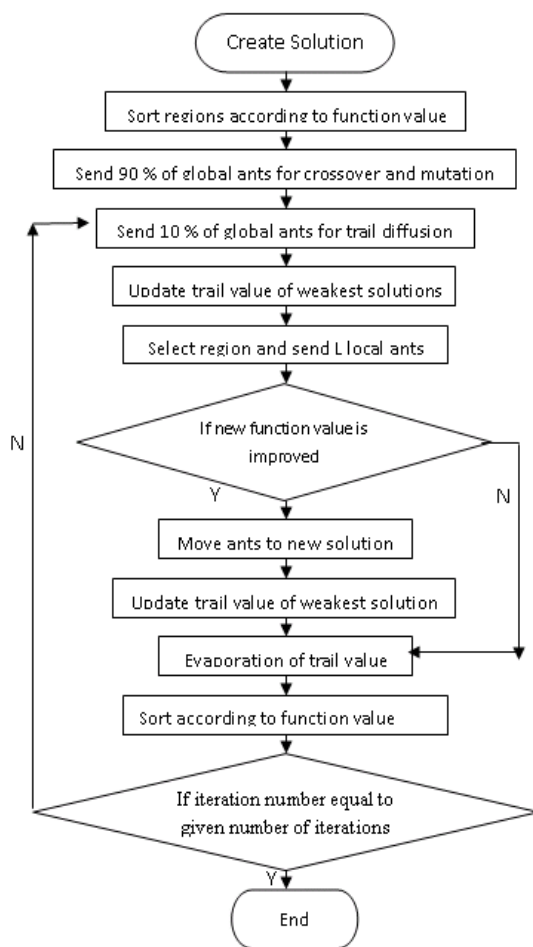 Create Solution
Sort regions according to function value
Send 90 % of global ants for crossover and mutation
Send 10 % of global ants for trail diffusion
Update trail value of weakest solutions
Select region and send L local ants
If new function value is
improved
N
Y
N
Move ants to new solution
Update trail value of weakest solution
Evaporation of trail value
Sort according to function value
If iteration number equal to
given number of iterations
Y
End